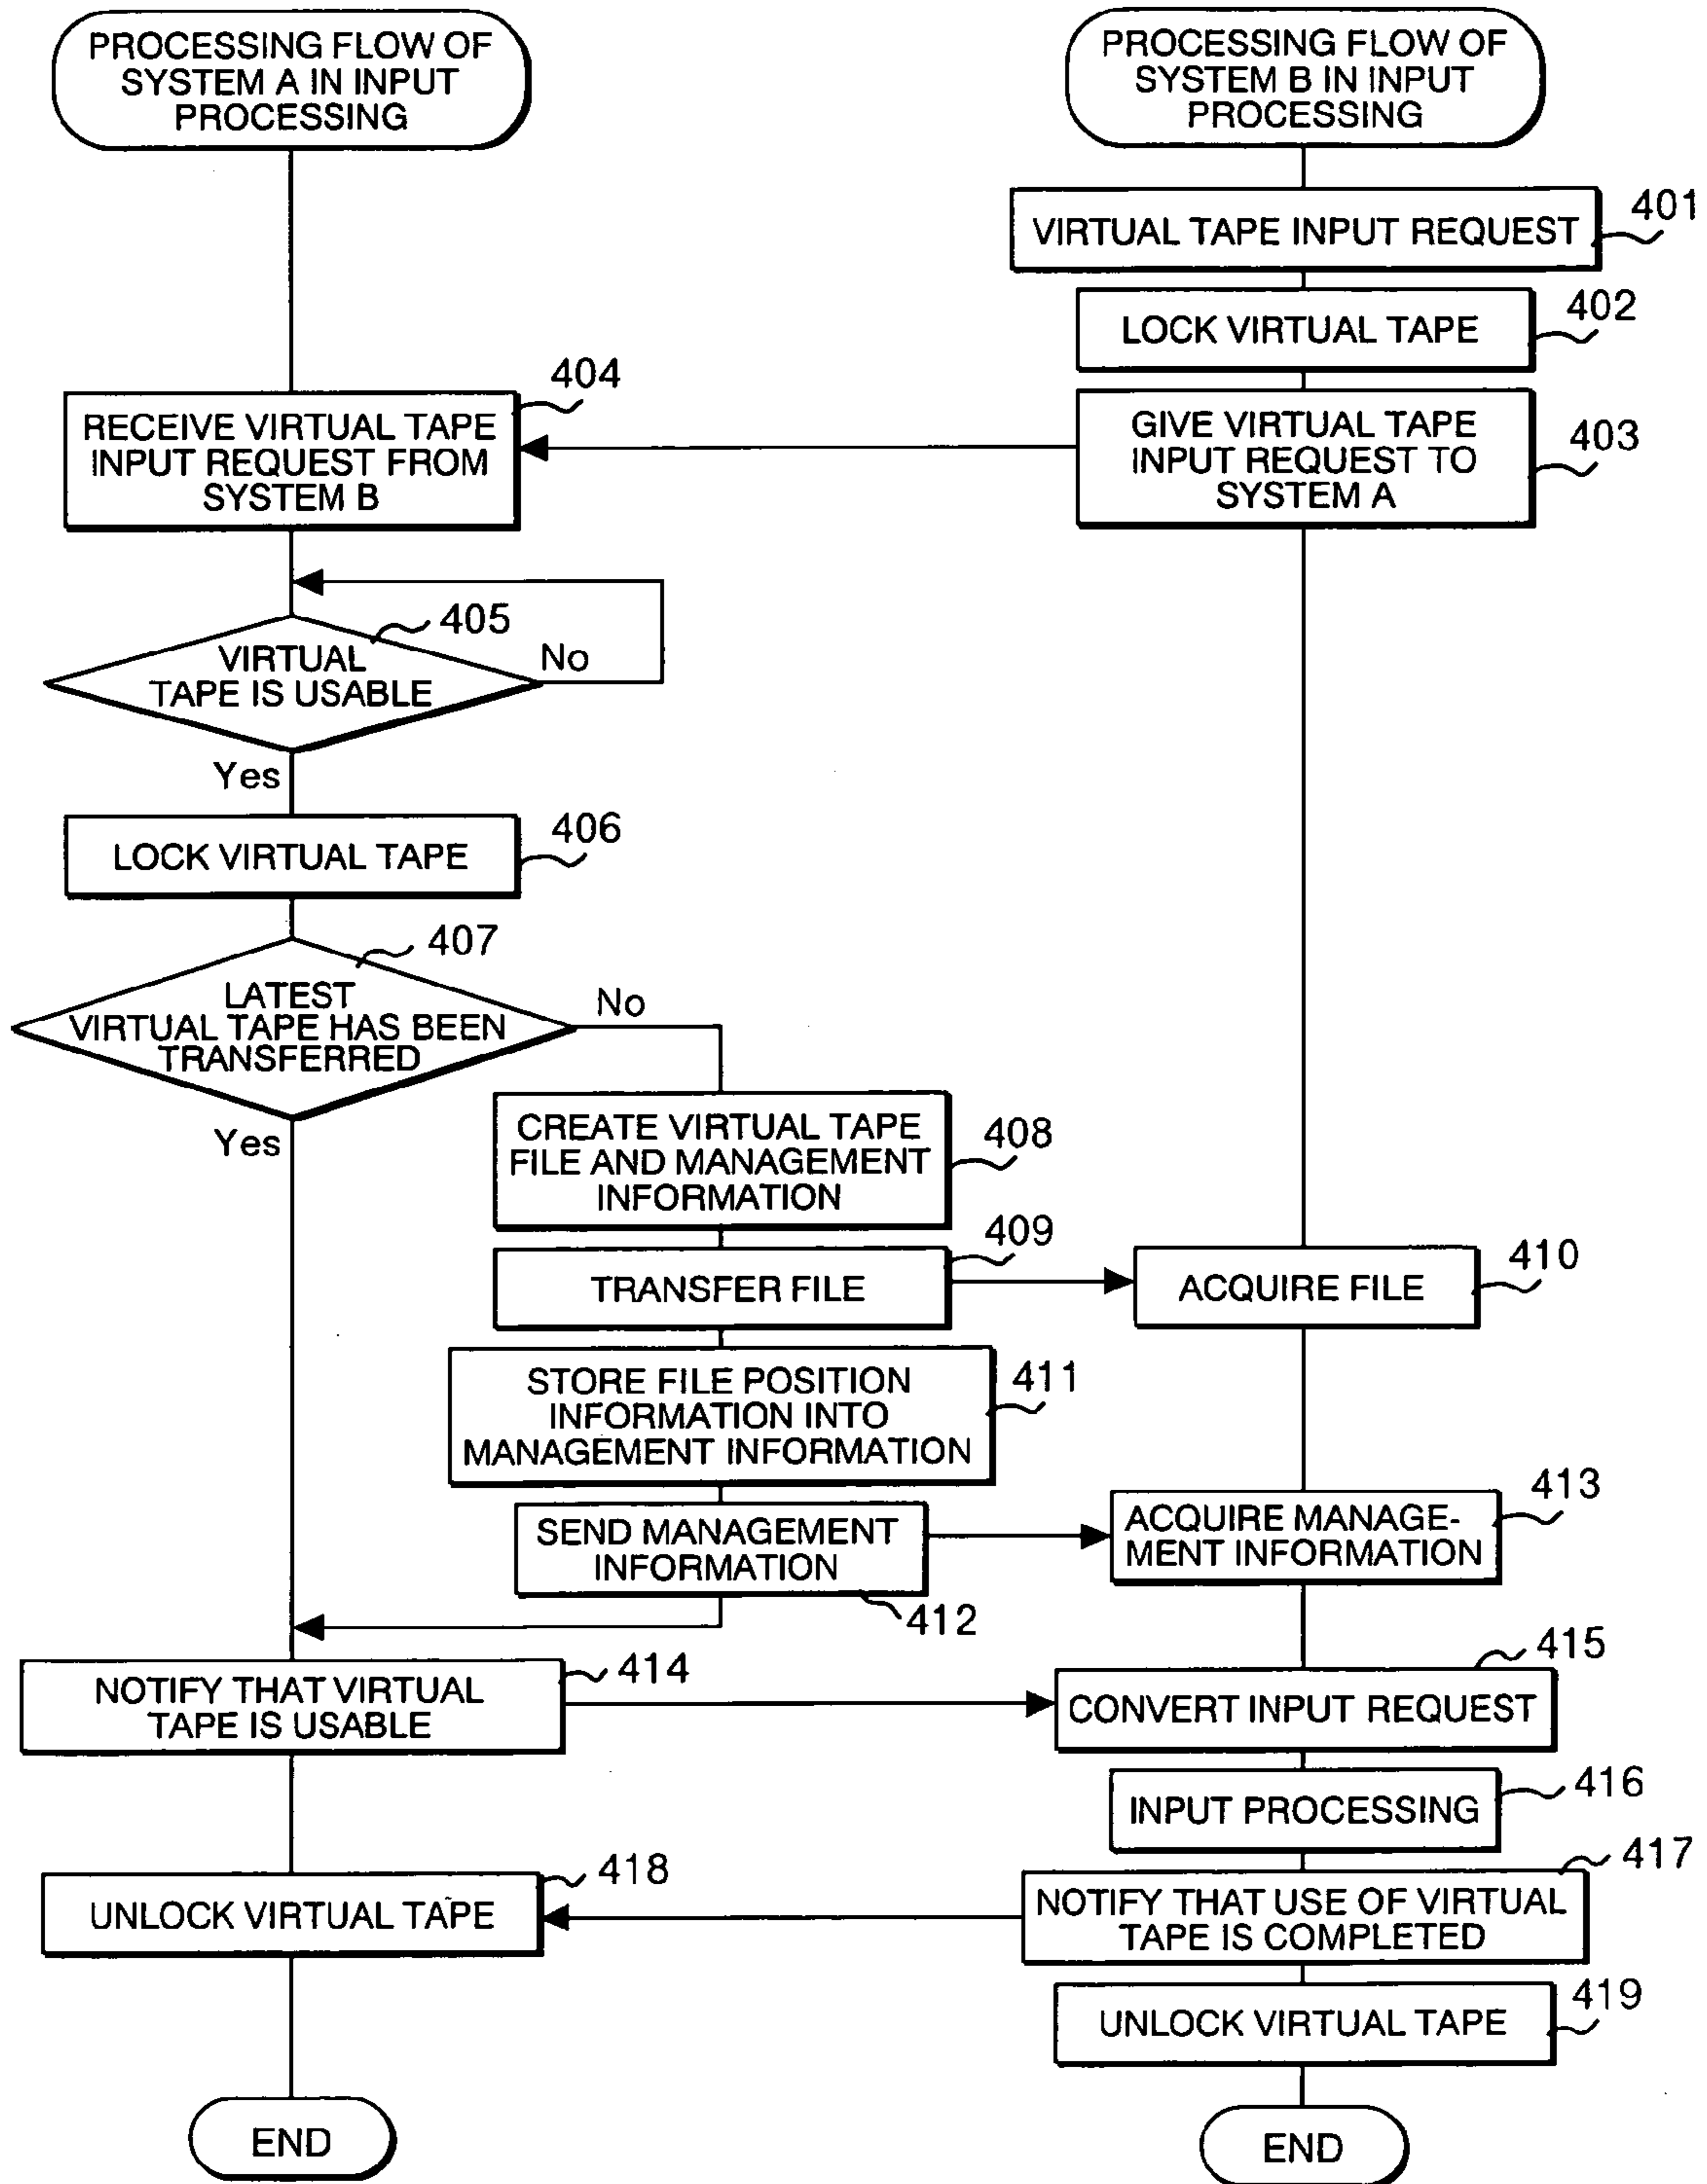 PROCESSING FLOW OF
SYSTEM A IN INPUT
PROCESSING
PROCESSING FLOW OF
SYSTEM B IN INPUT
PROCESSING
401
VIRTUAL TAPE INPUT REQUEST
402
LOCK VIRTUAL TAPE
404
RECEIVE VIRTUAL TAPE
INPUT REQUEST FROM
SYSTEM B
403
GIVE VIRTUAL TAPE
INPUT REQUEST TO
SYSTEM A
405
VIRTUAL
TAPE IS USABLE
No
Yes
406
LOCK VIRTUAL TAPE
407
LATEST
VIRTUAL TAPE HAS BEEN
TRANSFERRED
No
Yes
408
CREATE VIRTUAL TAPE
FILE AND MANAGEMENT
INFORMATION
409
TRANSFER FILE
410
ACQUIRE FILE
411
STORE FILE POSITION
INFORMATION INTO
MANAGEMENT INFORMATION
SEND MANAGEMENT
INFORMATION
412
413
ACQUIRE MANAGE-
MENT INFORMATION
414
NOTIFY THAT VIRTUAL
TAPE IS USABLE
415
CONVERT INPUT REQUEST
416
INPUT PROCESSING
417
NOTIFY THAT USE OF VIRTUAL
TAPE IS COMPLETED
418
UNLOCK VIRTUAL TAPE
419
UNLOCK VIRTUAL TAPE
END
END